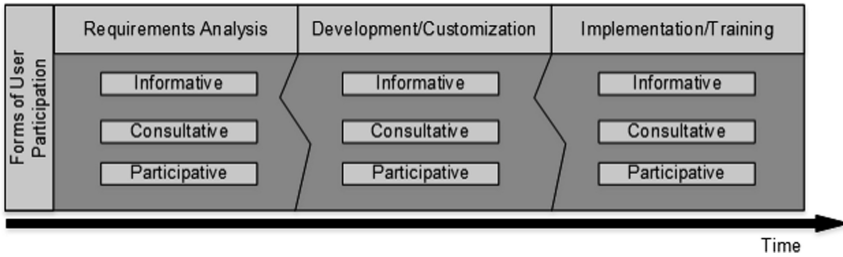 Forms of User
Participation
Requirements Analysis
Development/Customization
Implementation/Training
Informative
Informative
Informative
Consultative
Consultative
Consultative
Participative
Participative
Participative
Time